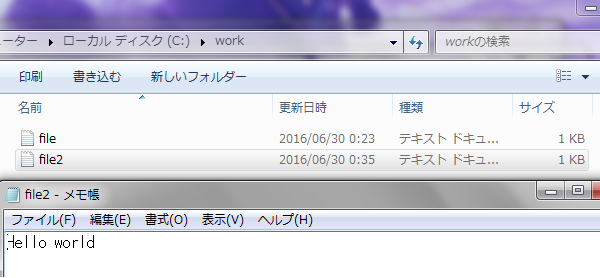 ーター ▸ ローカル ディスク (C:) ▸ work workの検索
印刷 書き込む 新しいフォルダー
名前 更新日時 種類 サイズ
file 2016/06/30 0:23 テキスト ドキュ... 1 KB
file2 2016/06/30 0:35 テキスト ドキュ... 1 KB
file2 - メモ帳
ファイル(F) 編集(E) 書式(O) 表示(V) ヘルプ(H)
Hello world